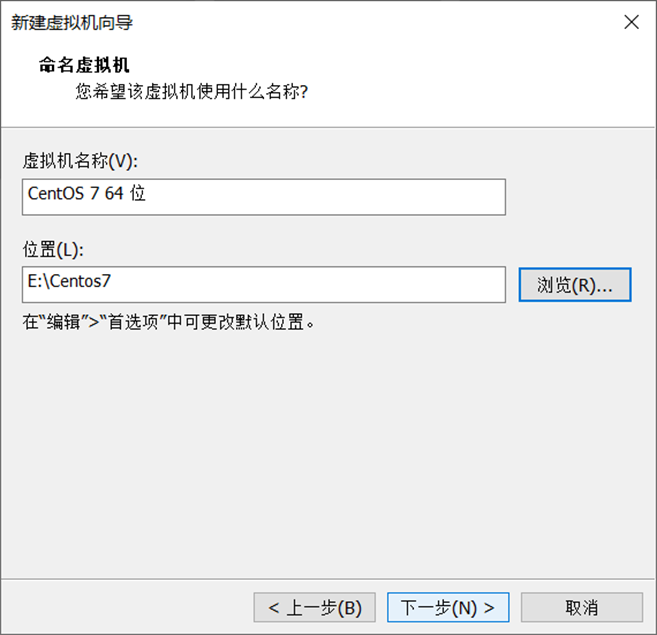 新建虚拟机向导
命名虚拟机
您希望该虚拟机使用什么名称?
虚拟机名称(V):
CentOS 7 64 位
位置(L):
E:\Centos7
浏览(R)...
在“编辑”>“首选项”中可更改默认位置。
< 上一步(B)
下一步(N) >
取消